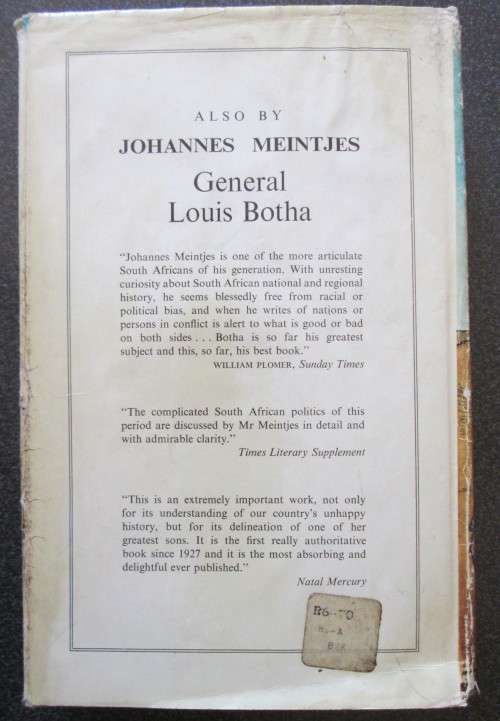 ALSO BY
JOHANNES MEINTJES
General
Louis Botha
"Johannes Meintjes is one of the more articulate
South Africans of his generation. With unresting
curiosity about South African national and regional
history, he seems blessedly free from racial or
political bias, and when he writes of nations or
persons in conflict is alert to what is good or bad
on both sides . . . Botha is so far his greatest
subject and this, so far, his best book."
WILLIAM PLOMER, Sunday Times
"The complicated South African politics of this
period are discussed by Mr Meintjes in detail and
with admirable clarity."
Times Literary Supplement
"This is an extremely important work, not only
for its understanding of our country's unhappy
history, but for its delineation of one of her
greatest sons. It is the first really authoritative
book since 1927 and it is the most absorbing and
delightful ever published."
Natal Mercury